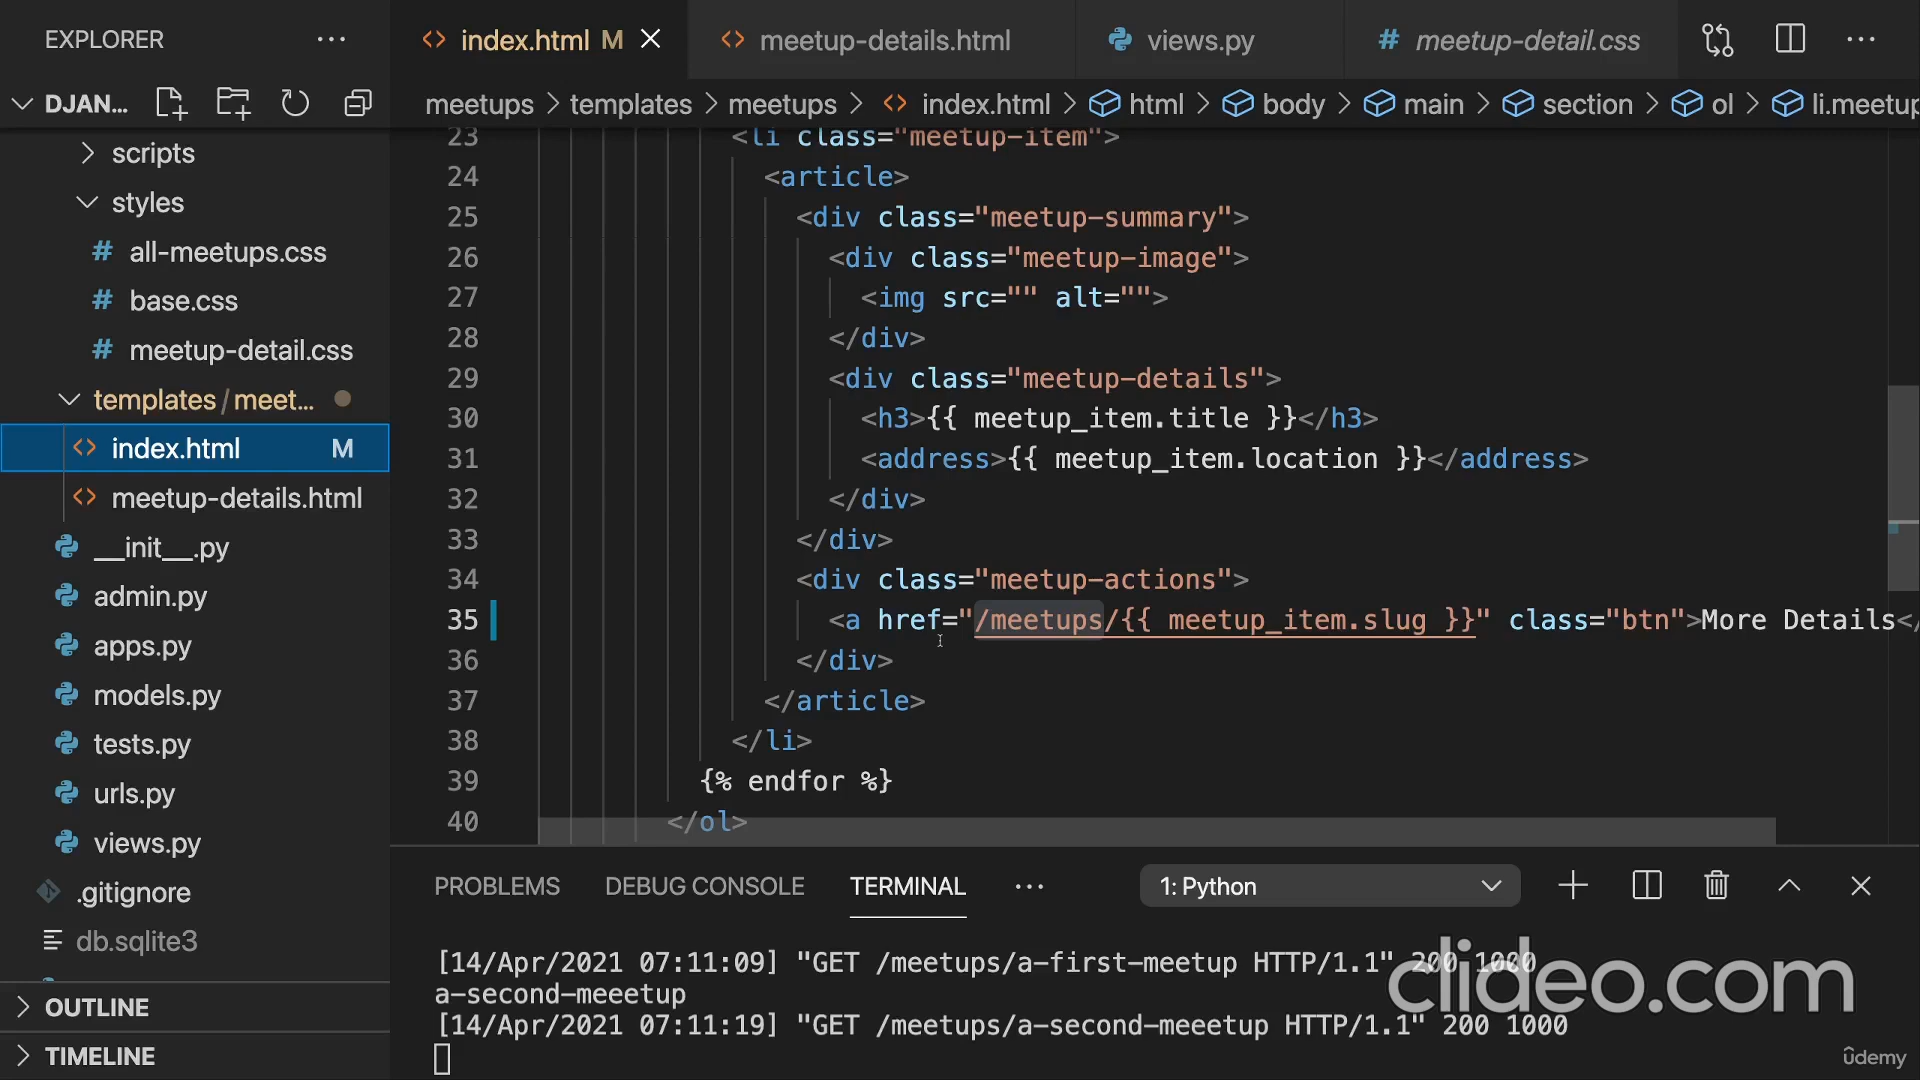 EXPLORER
DJAN...
scripts
styles
# all-meetups.css
# base.css
# meetup-detail.css
templates/meet...
<> index.html M
<> meetup-details.html
__init__.py
admin.py
apps.py
models.py
tests.py
urls.py
views.py
.gitignore
db.sqlite3
OUTLINE
TIMELINE
<> index.html M
<> meetup-details.html
views.py
# meetup-detail.css
meetups > templates > meetups > <> index.html > html > body > main > section > ol > li.meetup
23 <li class="meetup-item">
24 <article>
25 <div class="meetup-summary">
26 <div class="meetup-image">
27 <img src="" alt="">
28 </div>
29 <div class="meetup-details">
30 <h3>{{ meetup_item.title }}</h3>
31 <address>{{ meetup_item.location }}</address>
32 </div>
33 </div>
34 <div class="meetup-actions">
35 <a href="/meetups/{{ meetup_item.slug }}" class="btn">More Details</
36 </div>
37 </article>
38 </li>
39 {% endfor %}
40 </ol>
PROBLEMS DEBUG CONSOLE TERMINAL ... 1: Python
[14/Apr/2021 07:11:09] "GET /meetups/a-first-meetup HTTP/1.1" 200 1000
a-second-meeetup
[14/Apr/2021 07:11:19] "GET /meetups/a-second-meeetup HTTP/1.1" 200 1000
clideo.com
ûdemy